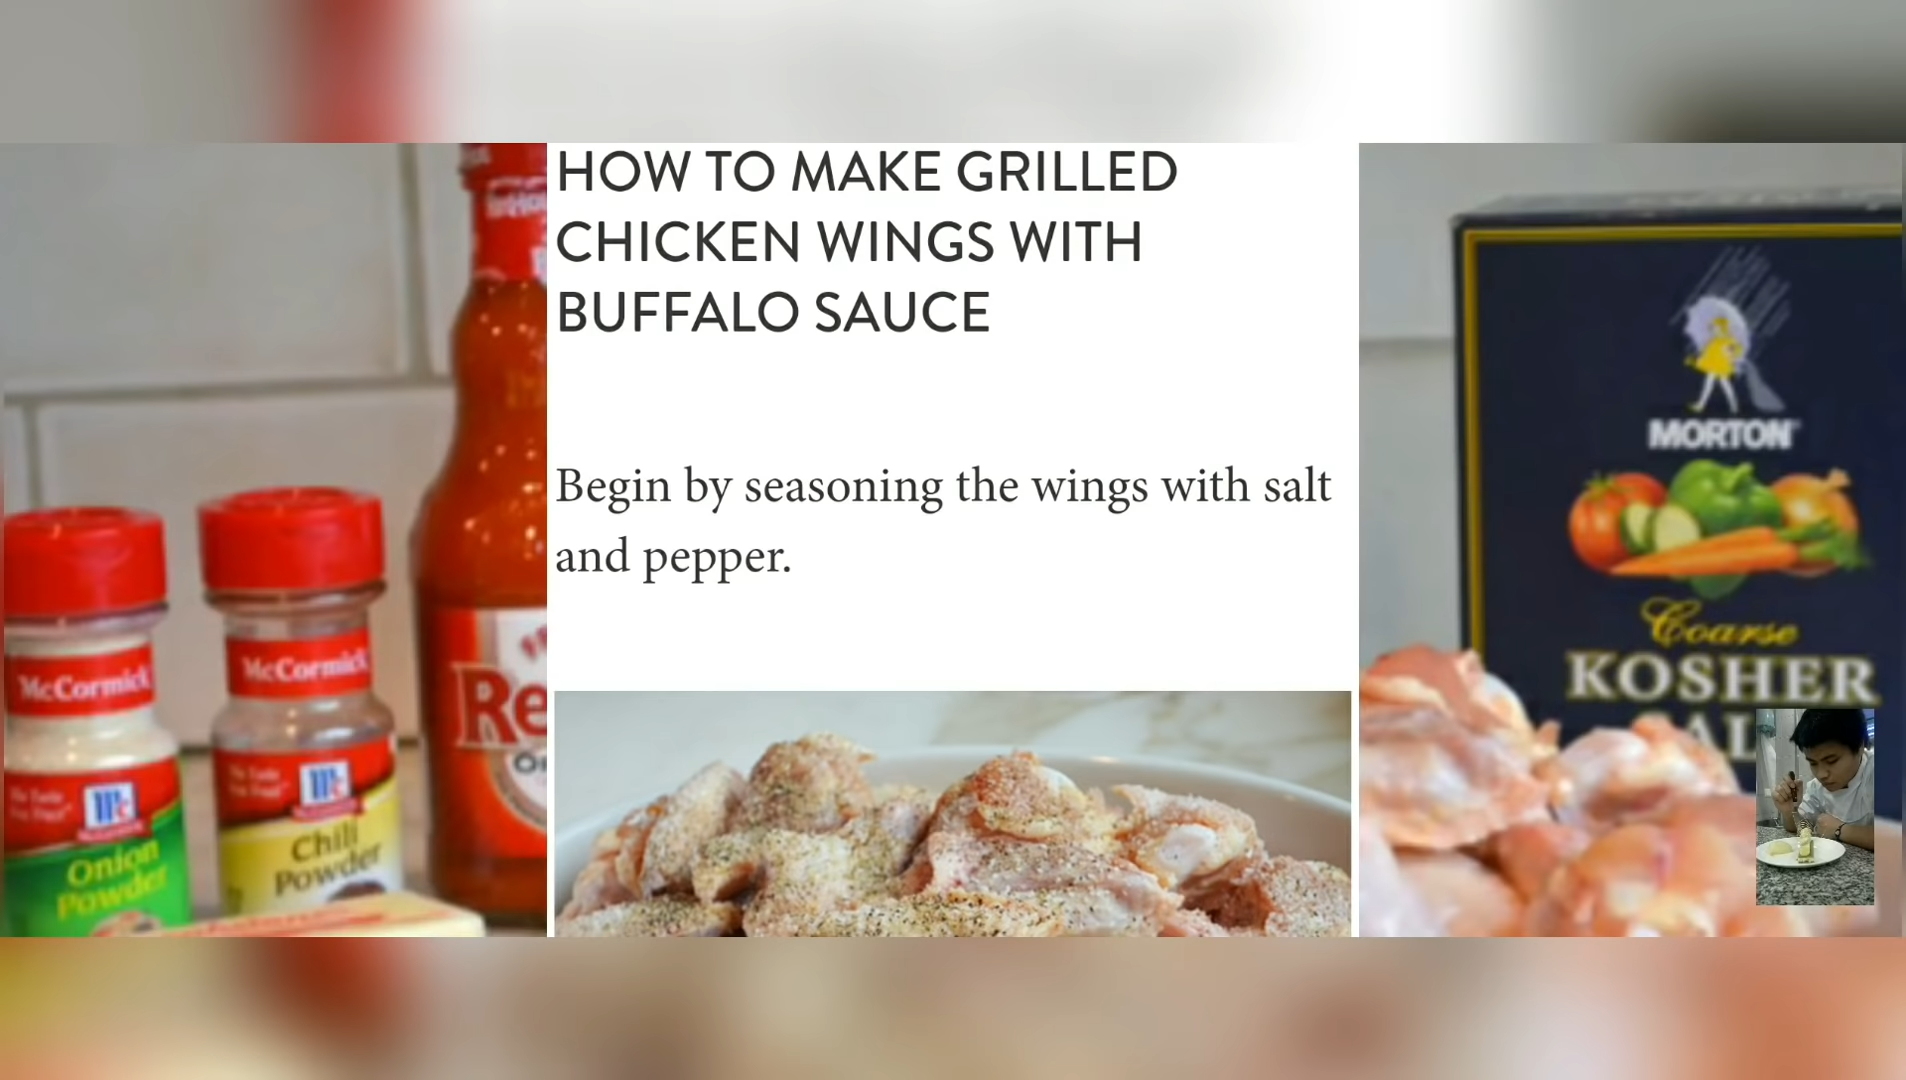 HOW TO MAKE GRILLED
CHICKEN WINGS WITH
BUFFALO SAUCE
Begin by seasoning the wings with salt
and pepper.
McCormick
Onion
Powder
McCormick
Chili
Powder
Re
MORTON
Coarse
KOSHER